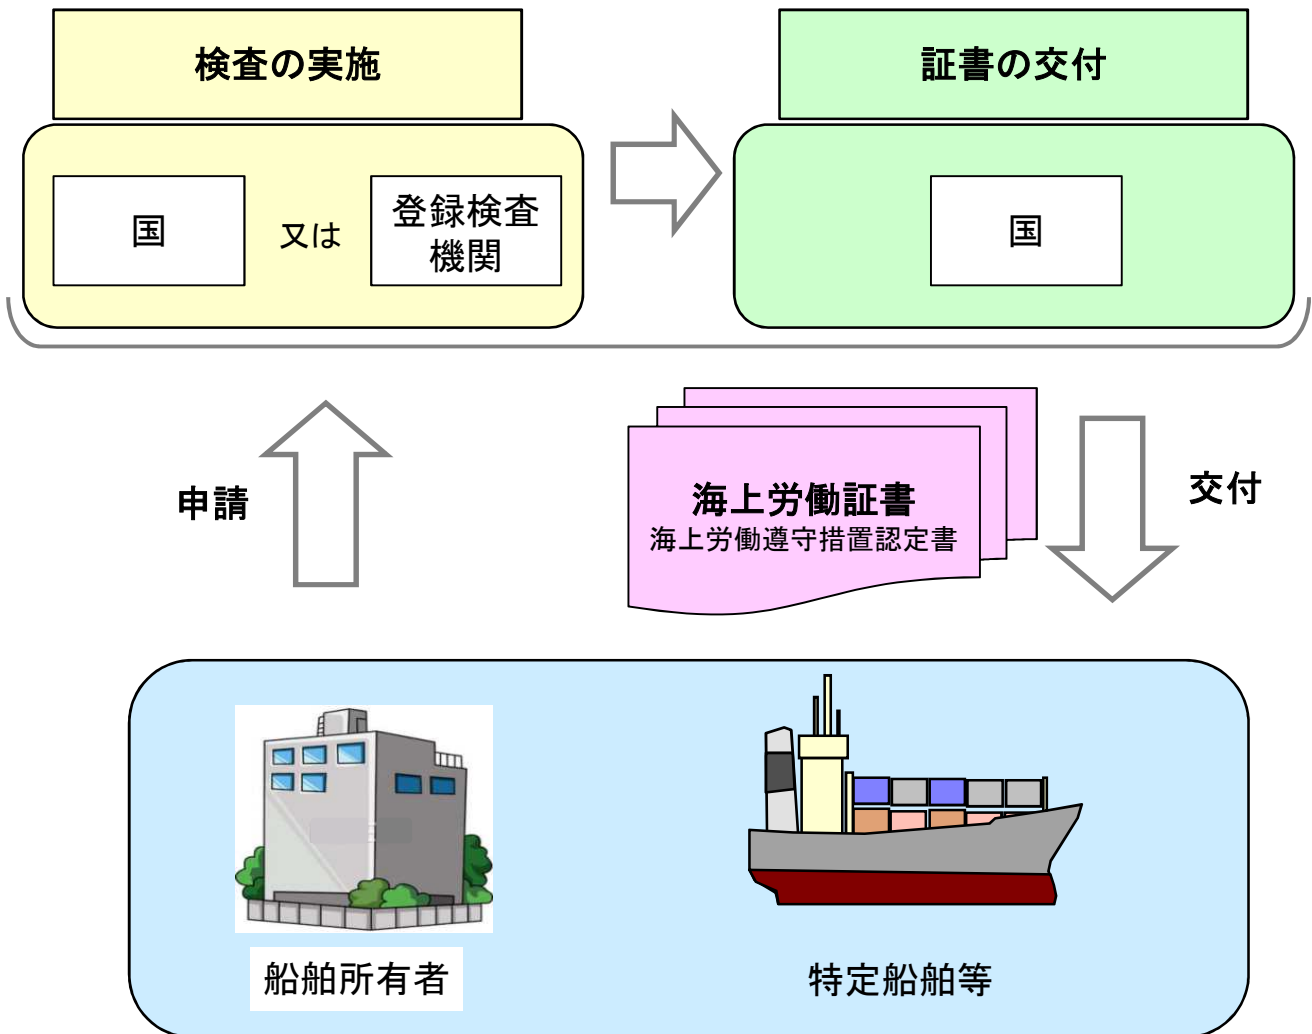 検査の実施
証書の交付
国
又は
登録検査
機関
国
申請
海上労働証書
海上労働遵守措置認定書
交付
船舶所有者
特定船舶等